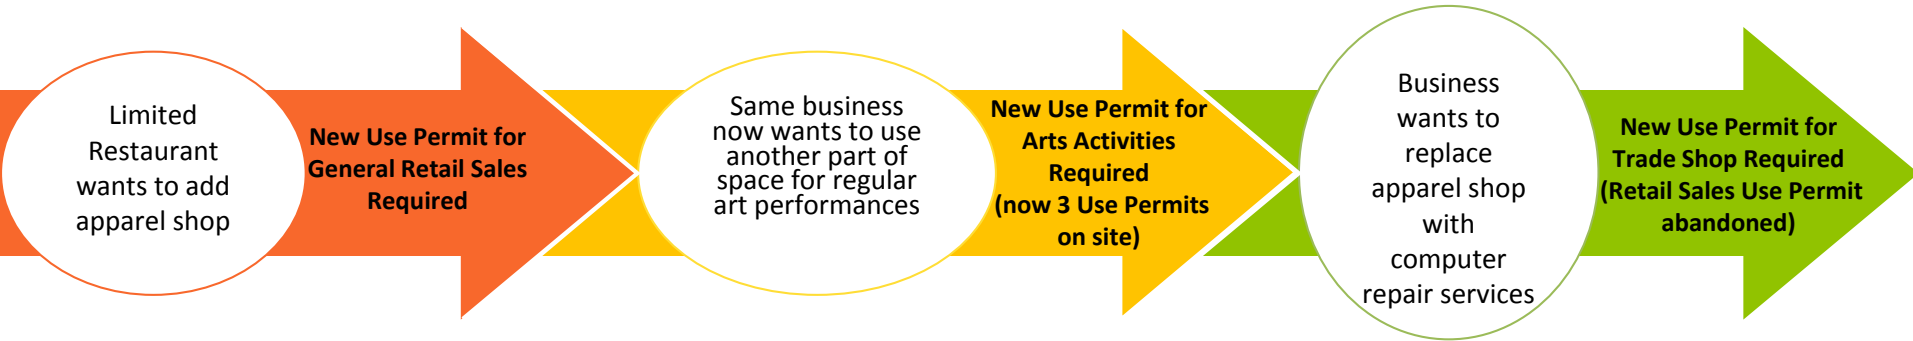 Limited
Restaurant
wants to add
apparel shop
New Use Permit for
General Retail Sales
Required
Same business
now wants to use
another part of
space for regular
art performances
New Use Permit for
Arts Activities
Required
(now 3 Use Permits
on site)
Business
wants to
replace
apparel shop
with
computer
repair services
New Use Permit for
Trade Shop Required
(Retail Sales Use Permit
abandoned)